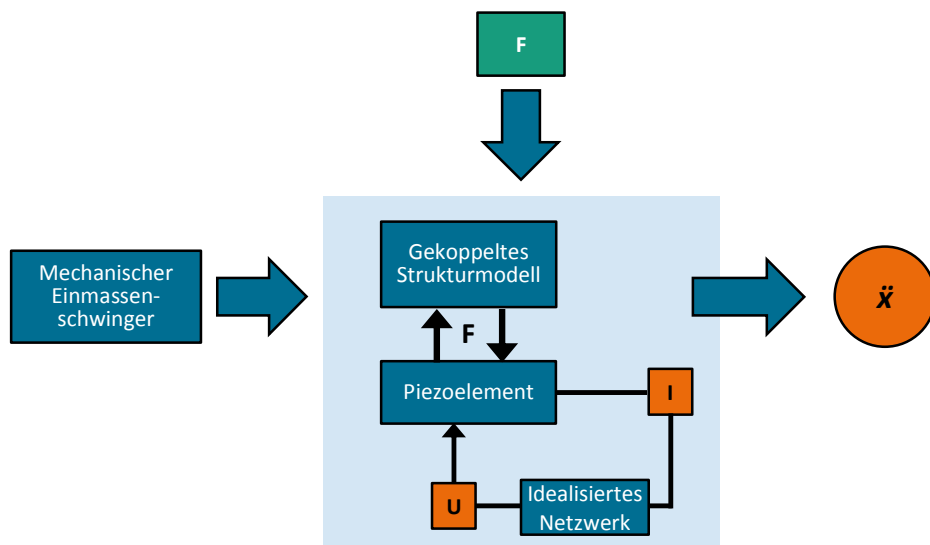 F
Gekoppeltes
Strukturmodell
Mechanischer
Einmassen-
schwinger
ẍ
F
Piezoelement
I
U
Idealisiertes
Netzwerk